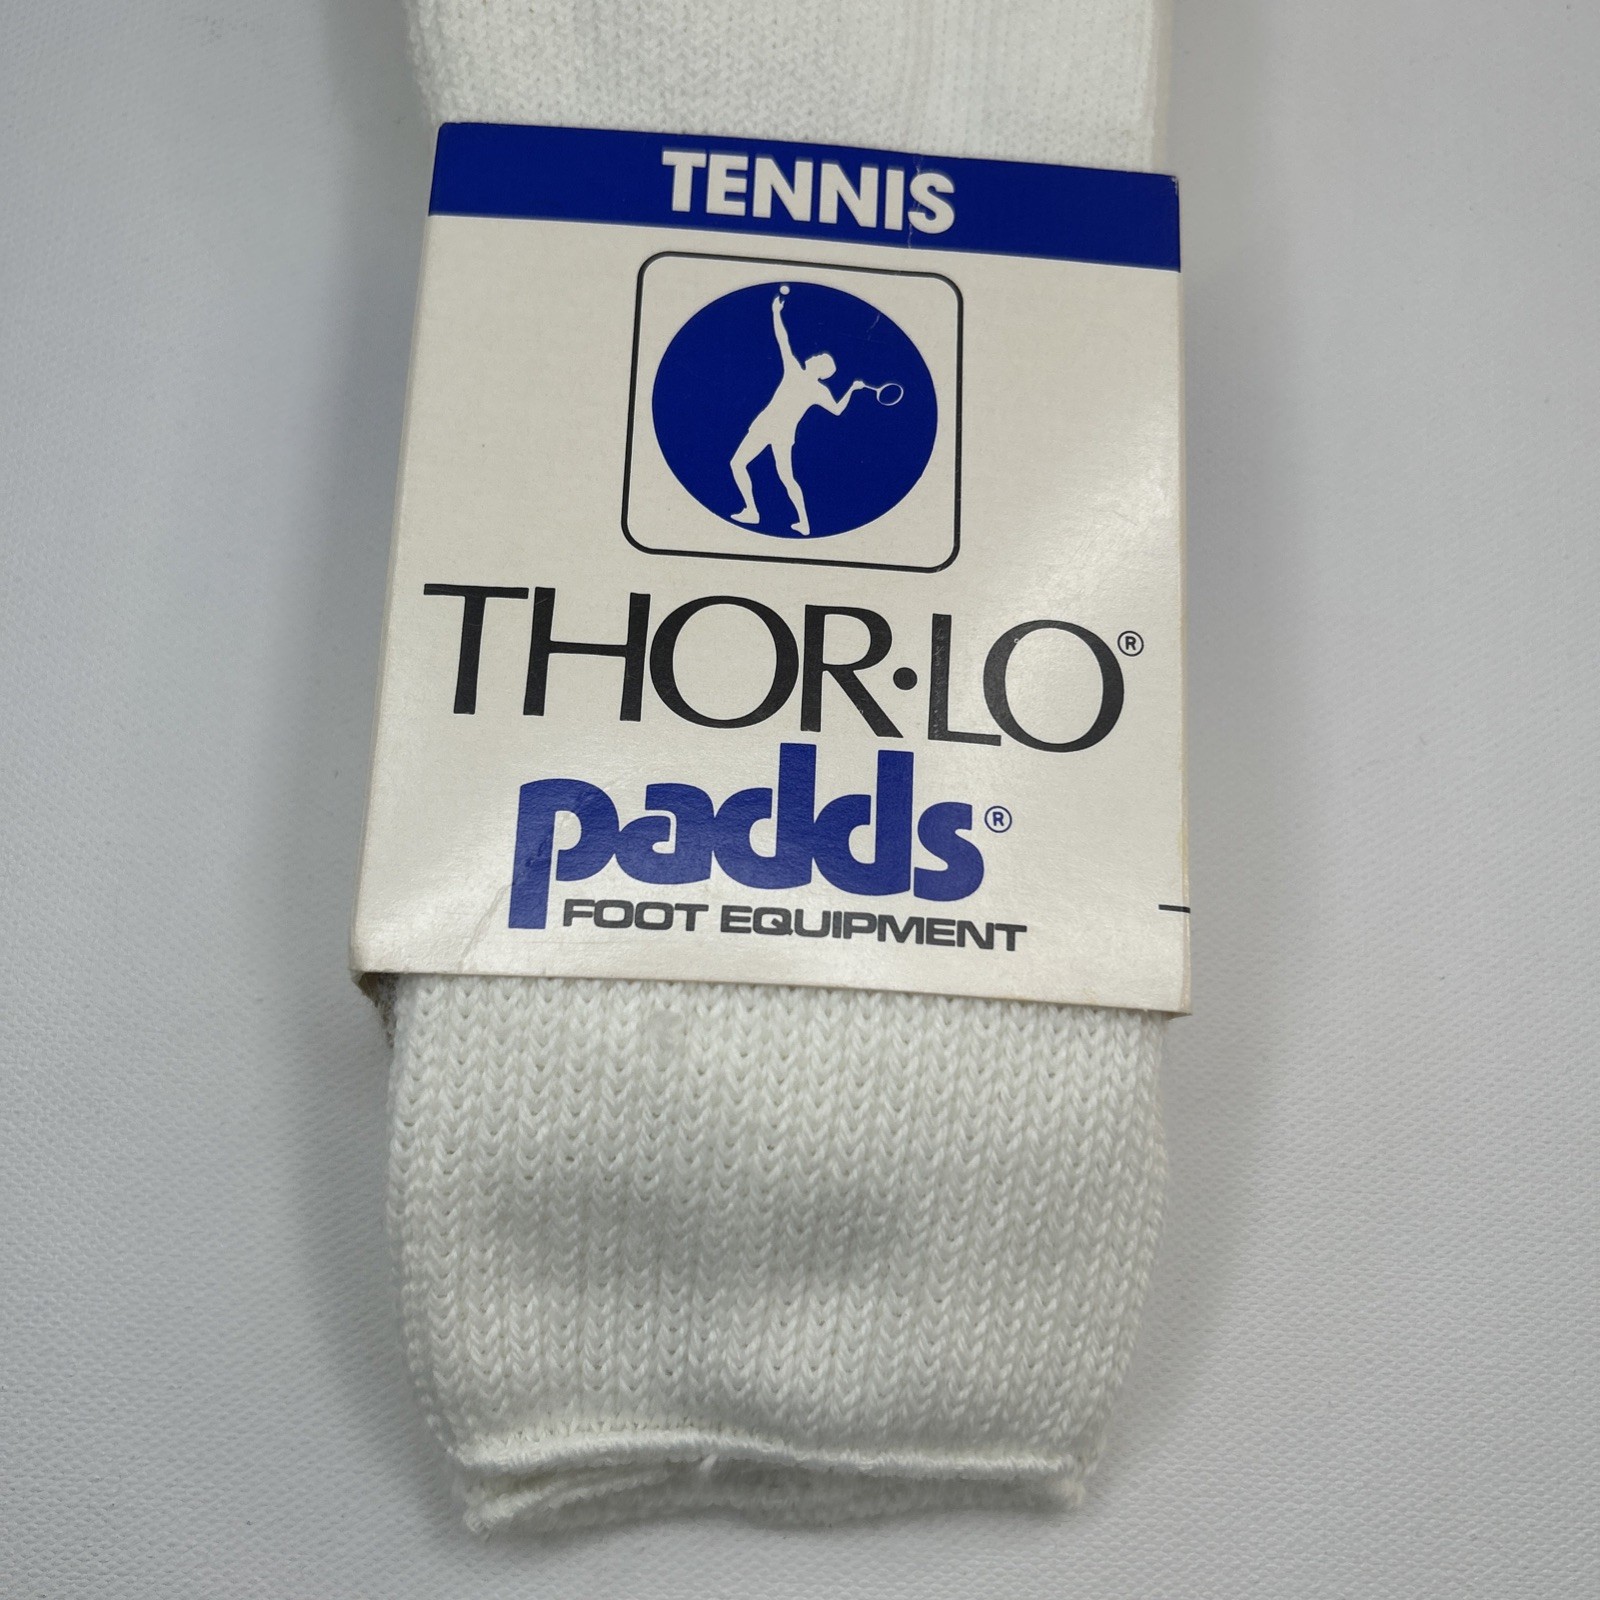 TENNIS
THOR·LO®
padds®
FOOT EQUIPMENT